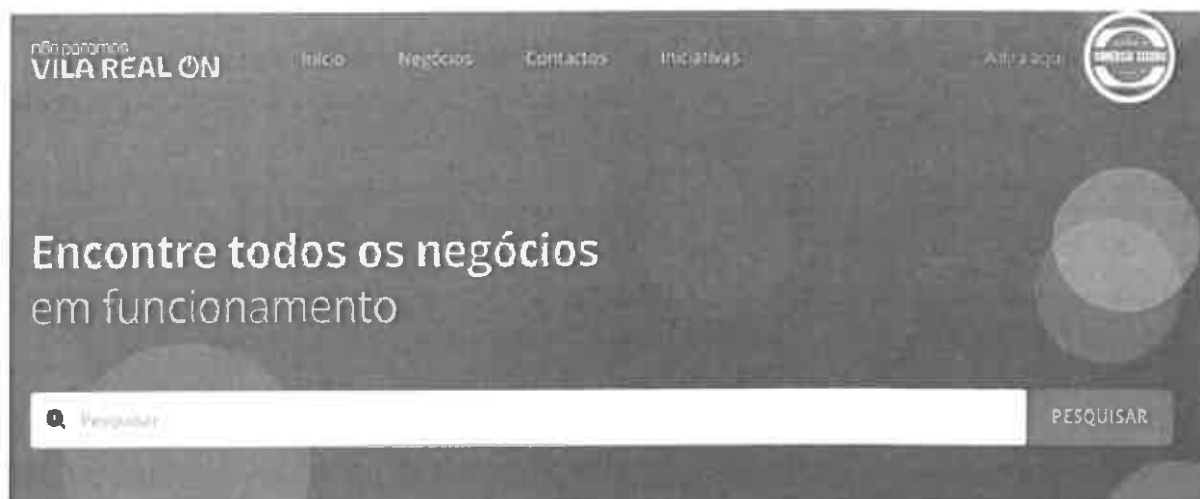 não paramos
VILA REAL ON
Início Negócios Contactos Iniciativas
Encontre todos os negócios
em funcionamento
Pesquisar
PESQUISAR